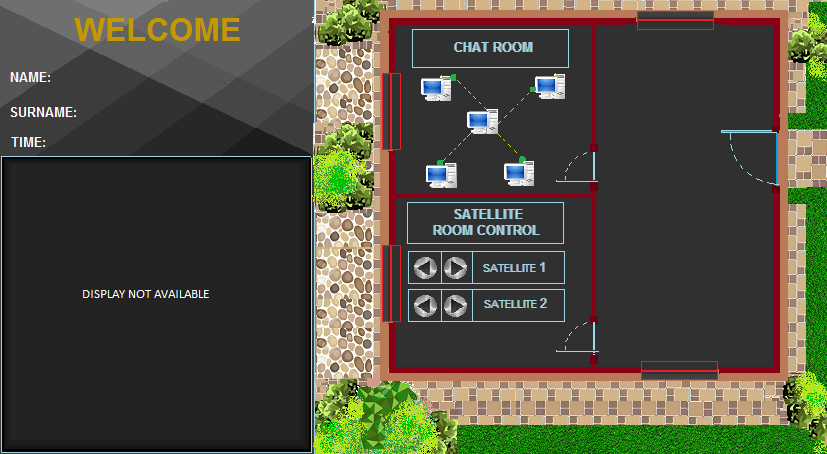 WELCOME
NAME:
SURNAME:
TIME:
DISPLAY NOT AVAILABLE
CHAT ROOM
SATELLITE
ROOM CONTROL
SATELLITE 1
SATELLITE 2